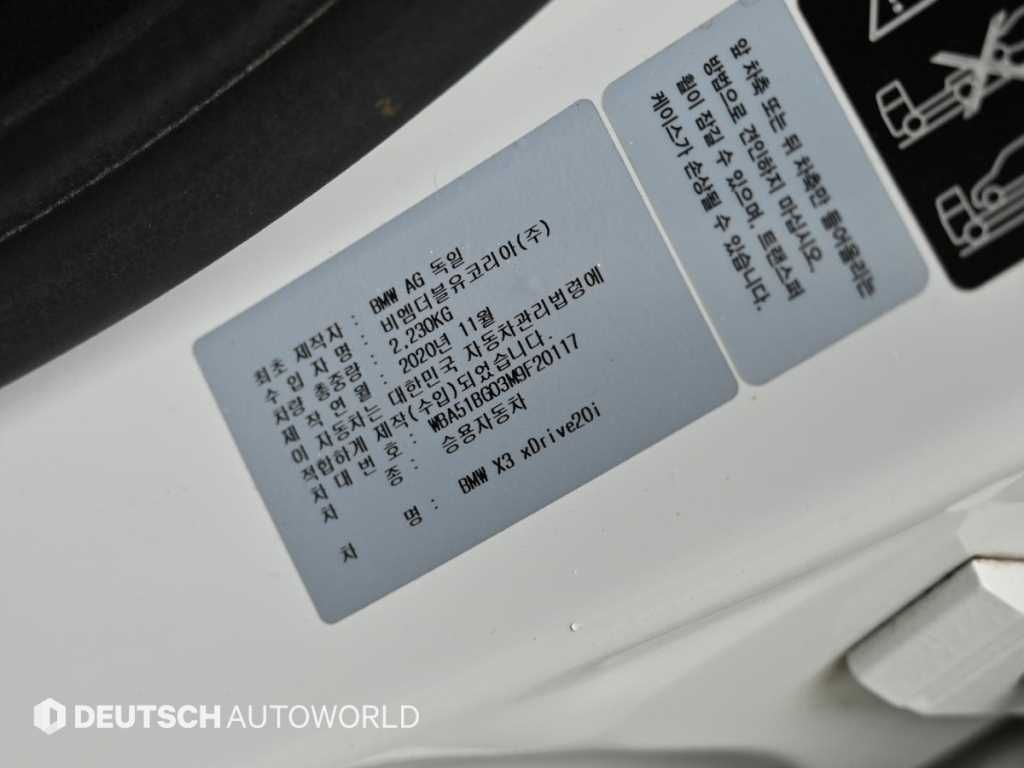 최초 제작자 : BMW AG 독일
수 입 자 명 : 비엠더블유코리아(주)
차량 총중량 : 2,230KG
제 작 연 월 : 2020년 11월
이 자동차는 대한민국 자동차관리법령에
적합하게 제작(수입)되었습니다.
차 대 번 호 : WBA51BG03M9F20117
차 종 : 승용자동차
차 명 : BMW X3 xDrive20i
앞 차축 또는 뒤 차축만 들어올리는
방법으로 견인하지 마십시오.
휠이 잠길 수 있으며, 트랜스퍼
케이스가 손상될 수 있습니다.
DEUTSCH AUTOWORLD